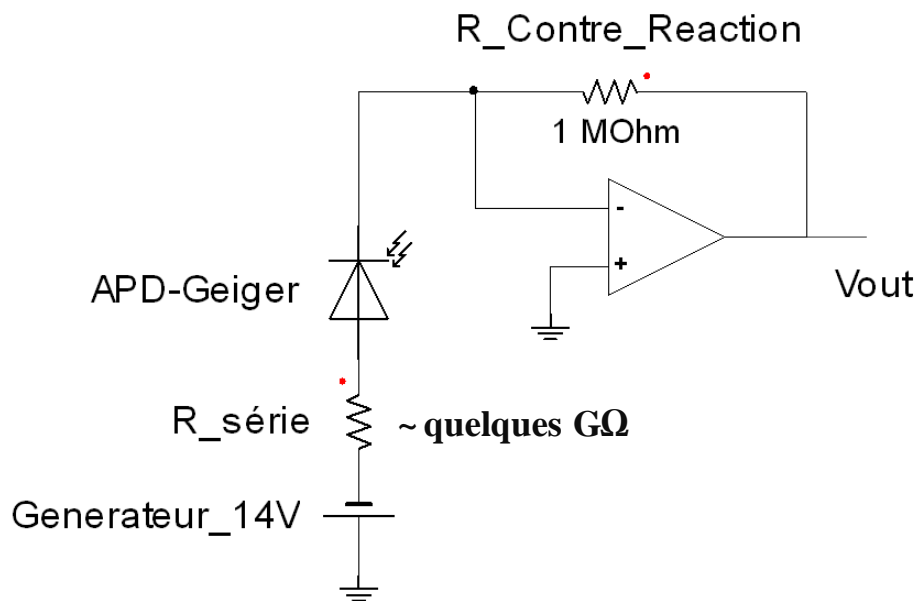 R_Contre_Reaction
1 MOhm
-
+
APD-Geiger
Vout
R_série
~ quelques GΩ
Generateur_14V